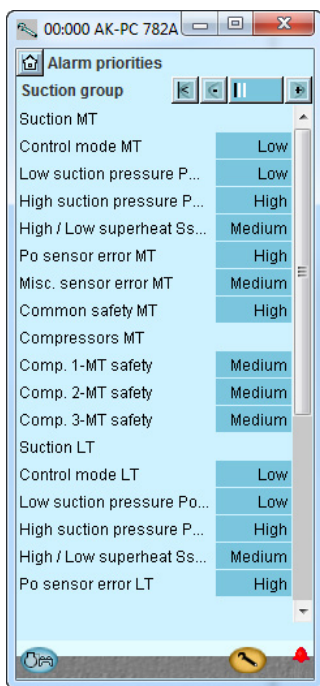 00:000 AK-PC 782A
Alarm priorities
Suction group
Suction MT
Control mode MT Low
Low suction pressure P... Low
High suction pressure P... High
High / Low superheat Ss... Medium
Po sensor error MT High
Misc. sensor error MT Medium
Common safety MT High
Compressors MT
Comp. 1-MT safety Medium
Comp. 2-MT safety Medium
Comp. 3-MT safety Medium
Suction LT
Control mode LT Low
Low suction pressure Po... Low
High suction pressure P... High
High / Low superheat Ss... Medium
Po sensor error LT High